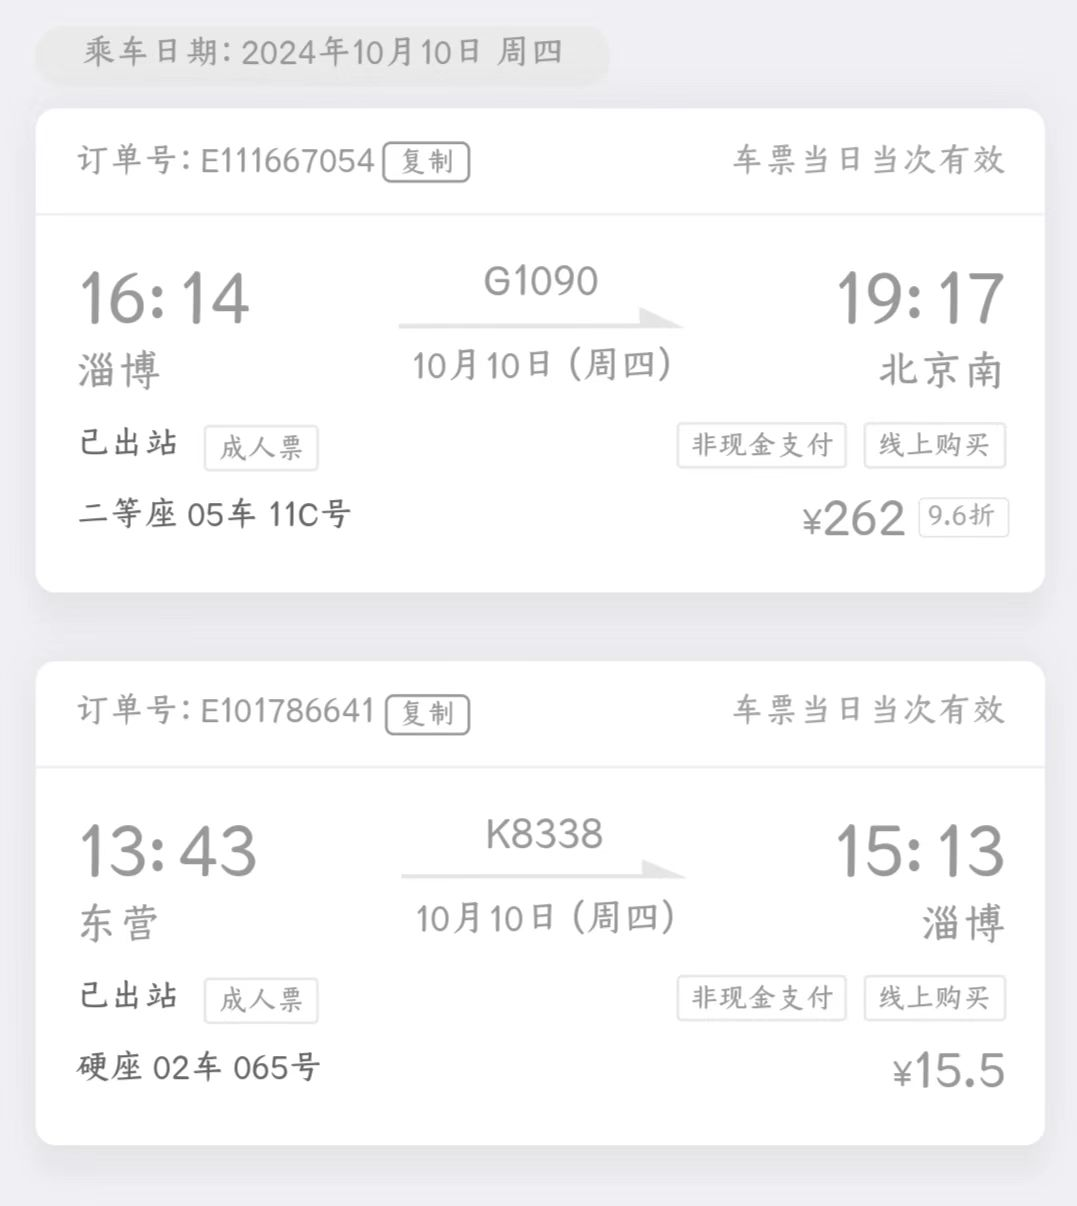 乘车日期: 2024年10月10日 周四
订单号: E111667054 复制 车票当日当次有效
16:14 G1090 19:17
淄博 10月10日 (周四) 北京南
已出站 成人票 非现金支付 线上购买
二等座 05车 11C号 ¥262 9.6折
订单号: E101786641 复制 车票当日当次有效
13:43 K8338 15:13
东营 10月10日 (周四) 淄博
已出站 成人票 非现金支付 线上购买
硬座 02车 065号 ¥15.5